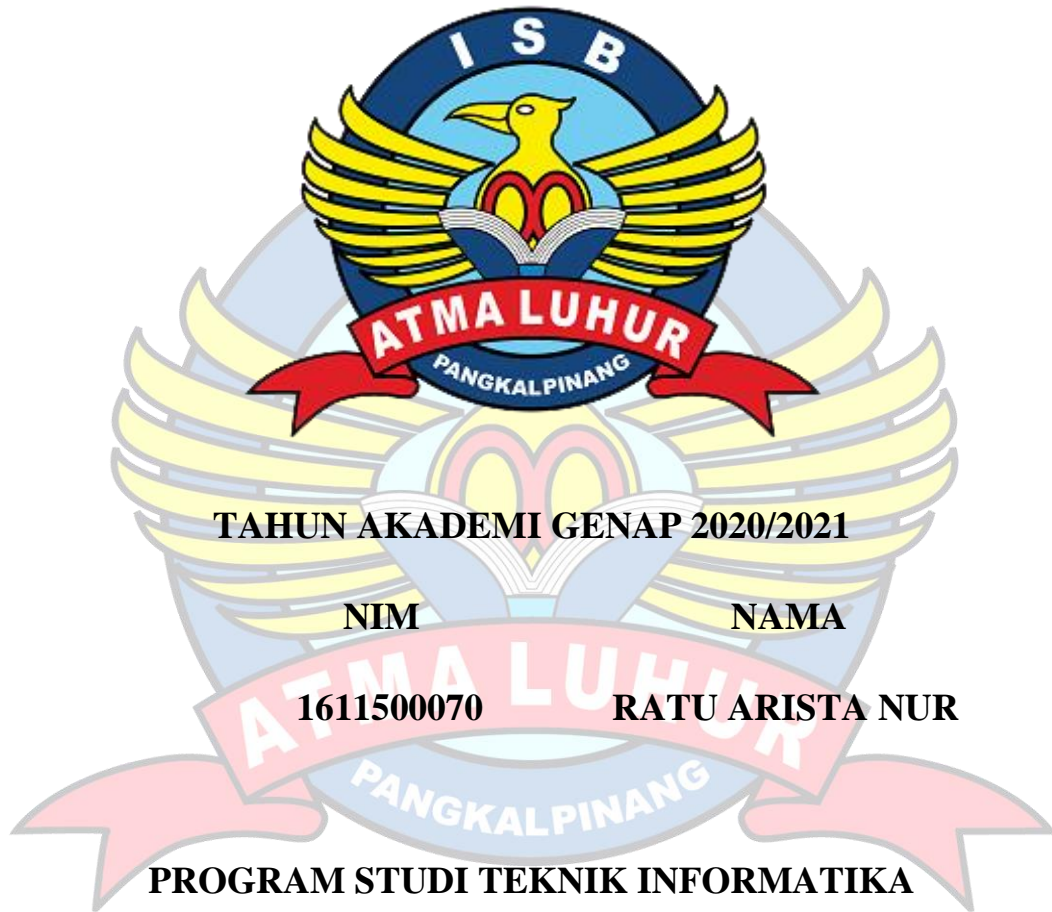 ISB
ATMA LUHUR
PANGKALPINANG
TAHUN AKADEMI GENAP 2020/2021
NIM NAMA
ATMA LUHUR
1611500070 RATU ARISTA NUR
PANGKALPINANG
PROGRAM STUDI TEKNIK INFORMATIKA